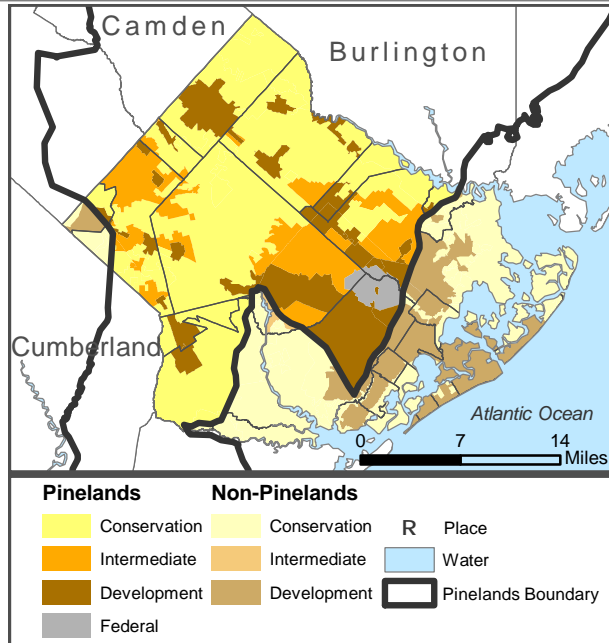 Camden
Burlington
Cumberland
Atlantic Ocean
0 7 14
Miles
Pinelands Non-Pinelands
Conservation Conservation R Place
Intermediate Intermediate Water
Development Development Pinelands Boundary
Federal